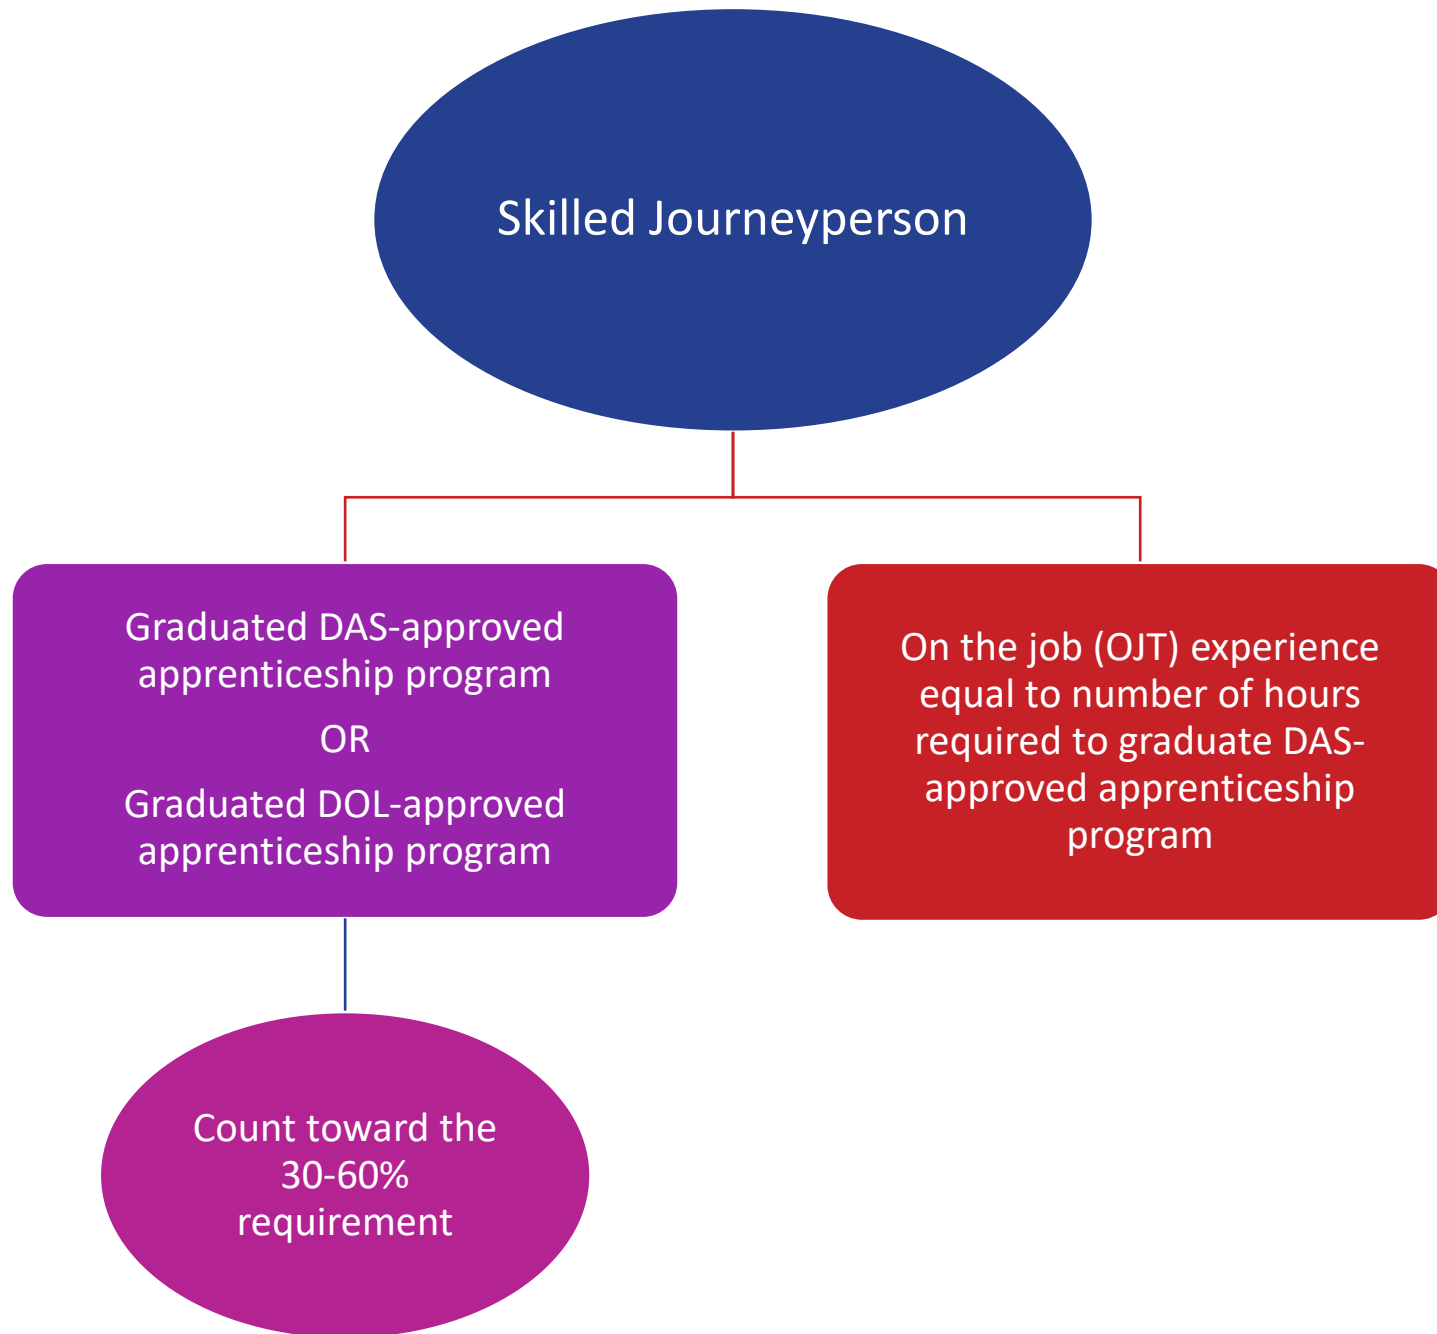 Skilled Journeyperson
Graduated DAS-approved
apprenticeship program
OR
Graduated DOL-approved
apprenticeship program
On the job (OJT) experience
equal to number of hours
required to graduate DAS-
approved apprenticeship
program
Count toward the
30-60%
requirement